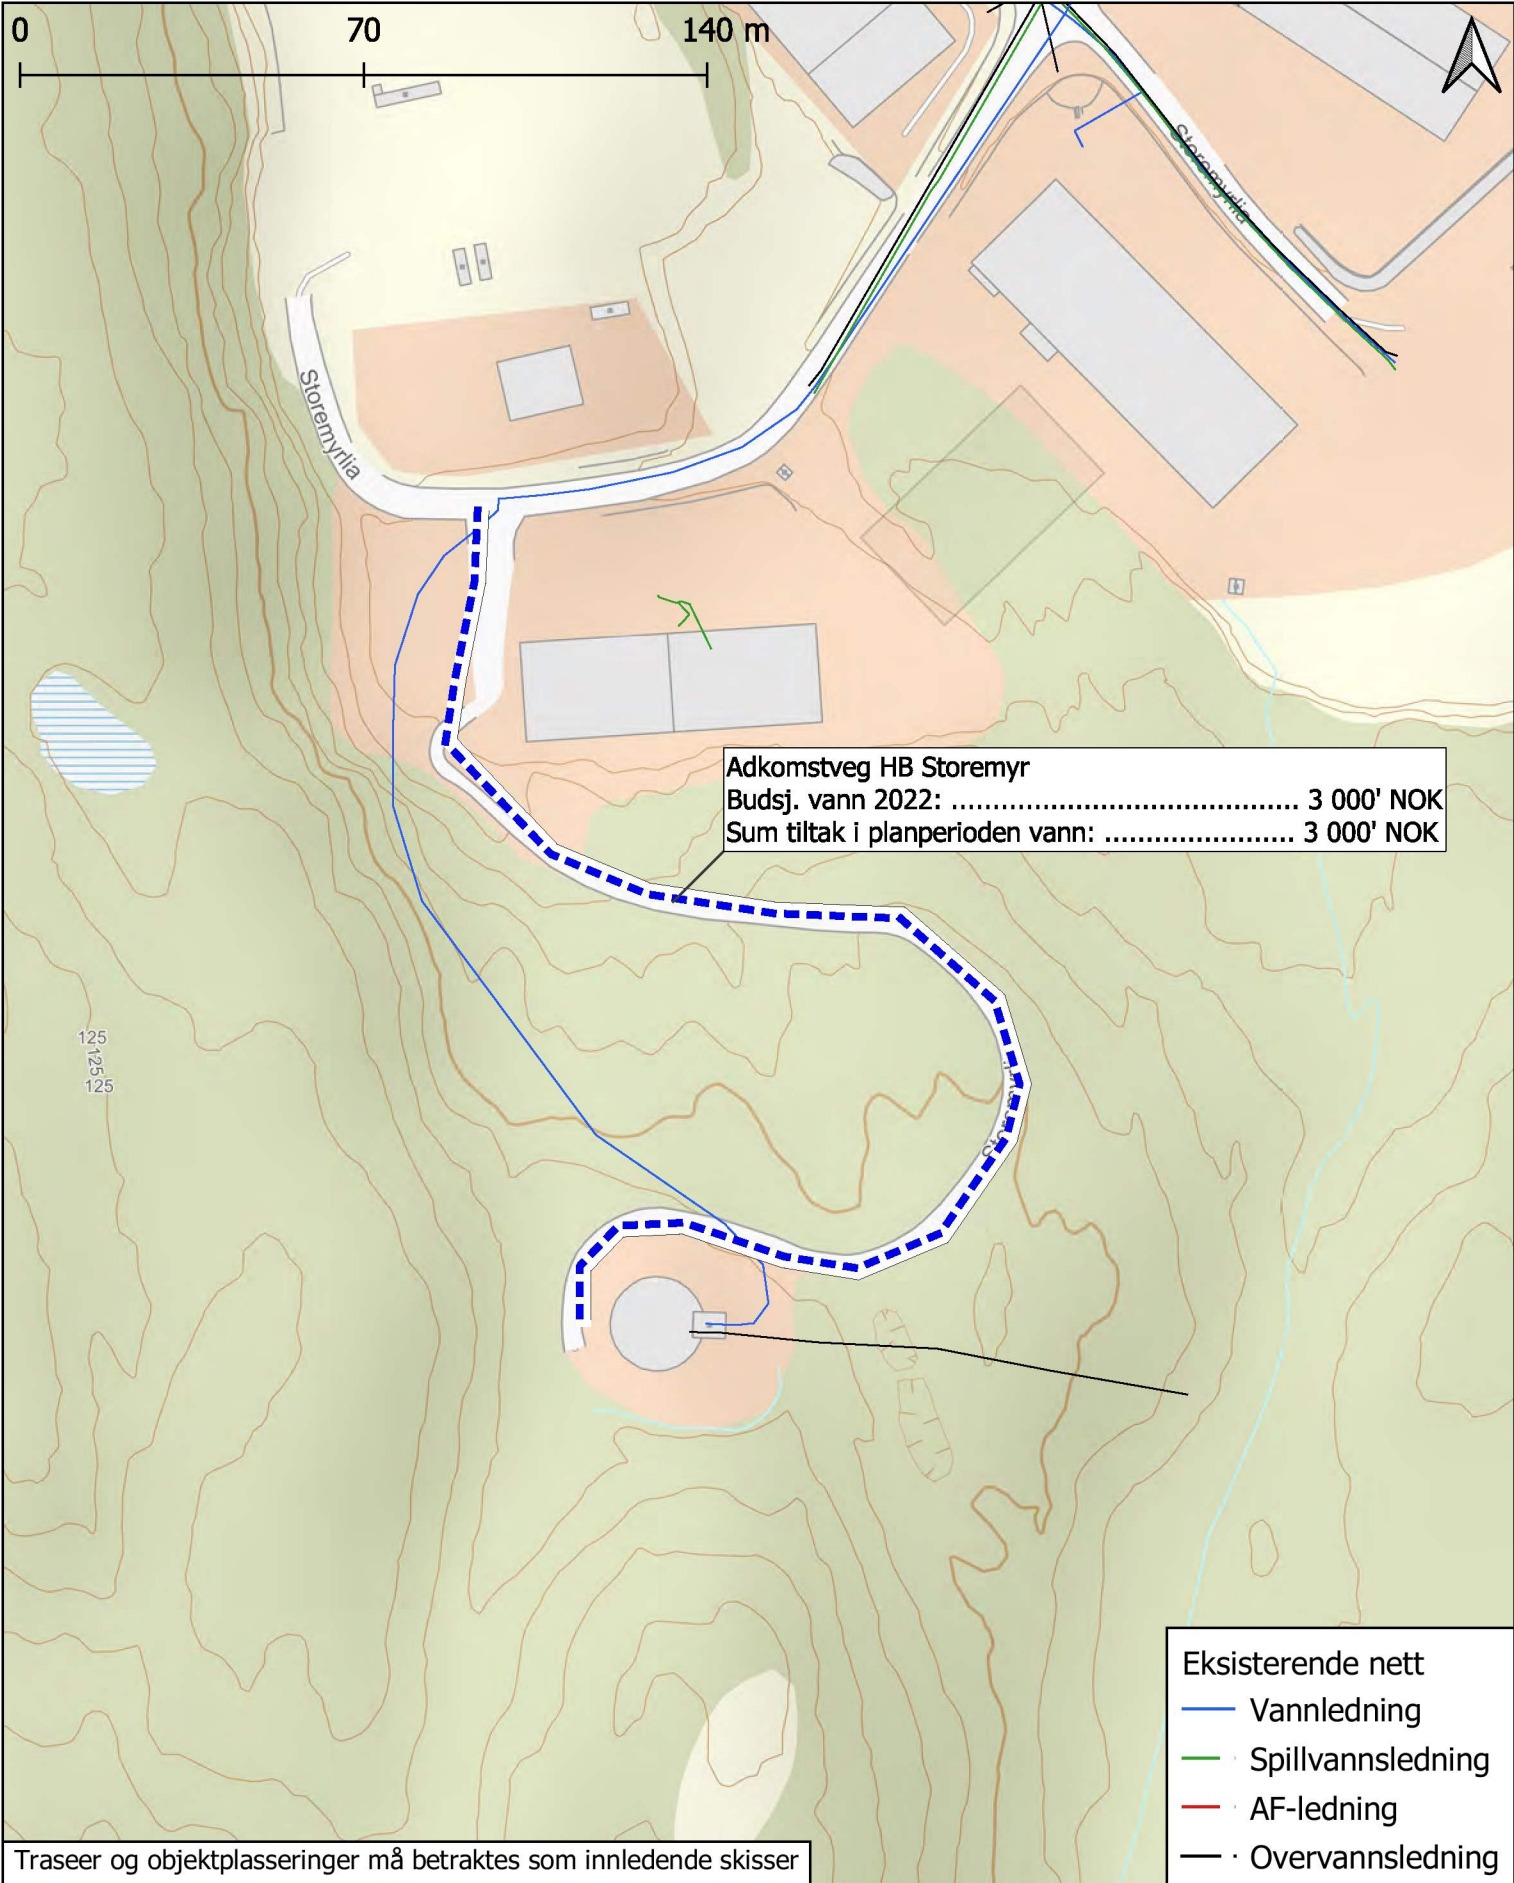 0 70 140 m
Storemyrlia
Storemyrlia
Adkomstveg HB Storemyr
Budsj. vann 2022: ........................................ 3 000' NOK
Sum tiltak i planperioden vann: ......................... 3 000' NOK
125
125
125
Eksisterende nett
Vannledning
Spillvannsledning
AF-ledning
Overvannsledning
Traseer og objektplasseringer må betraktes som innledende skisser